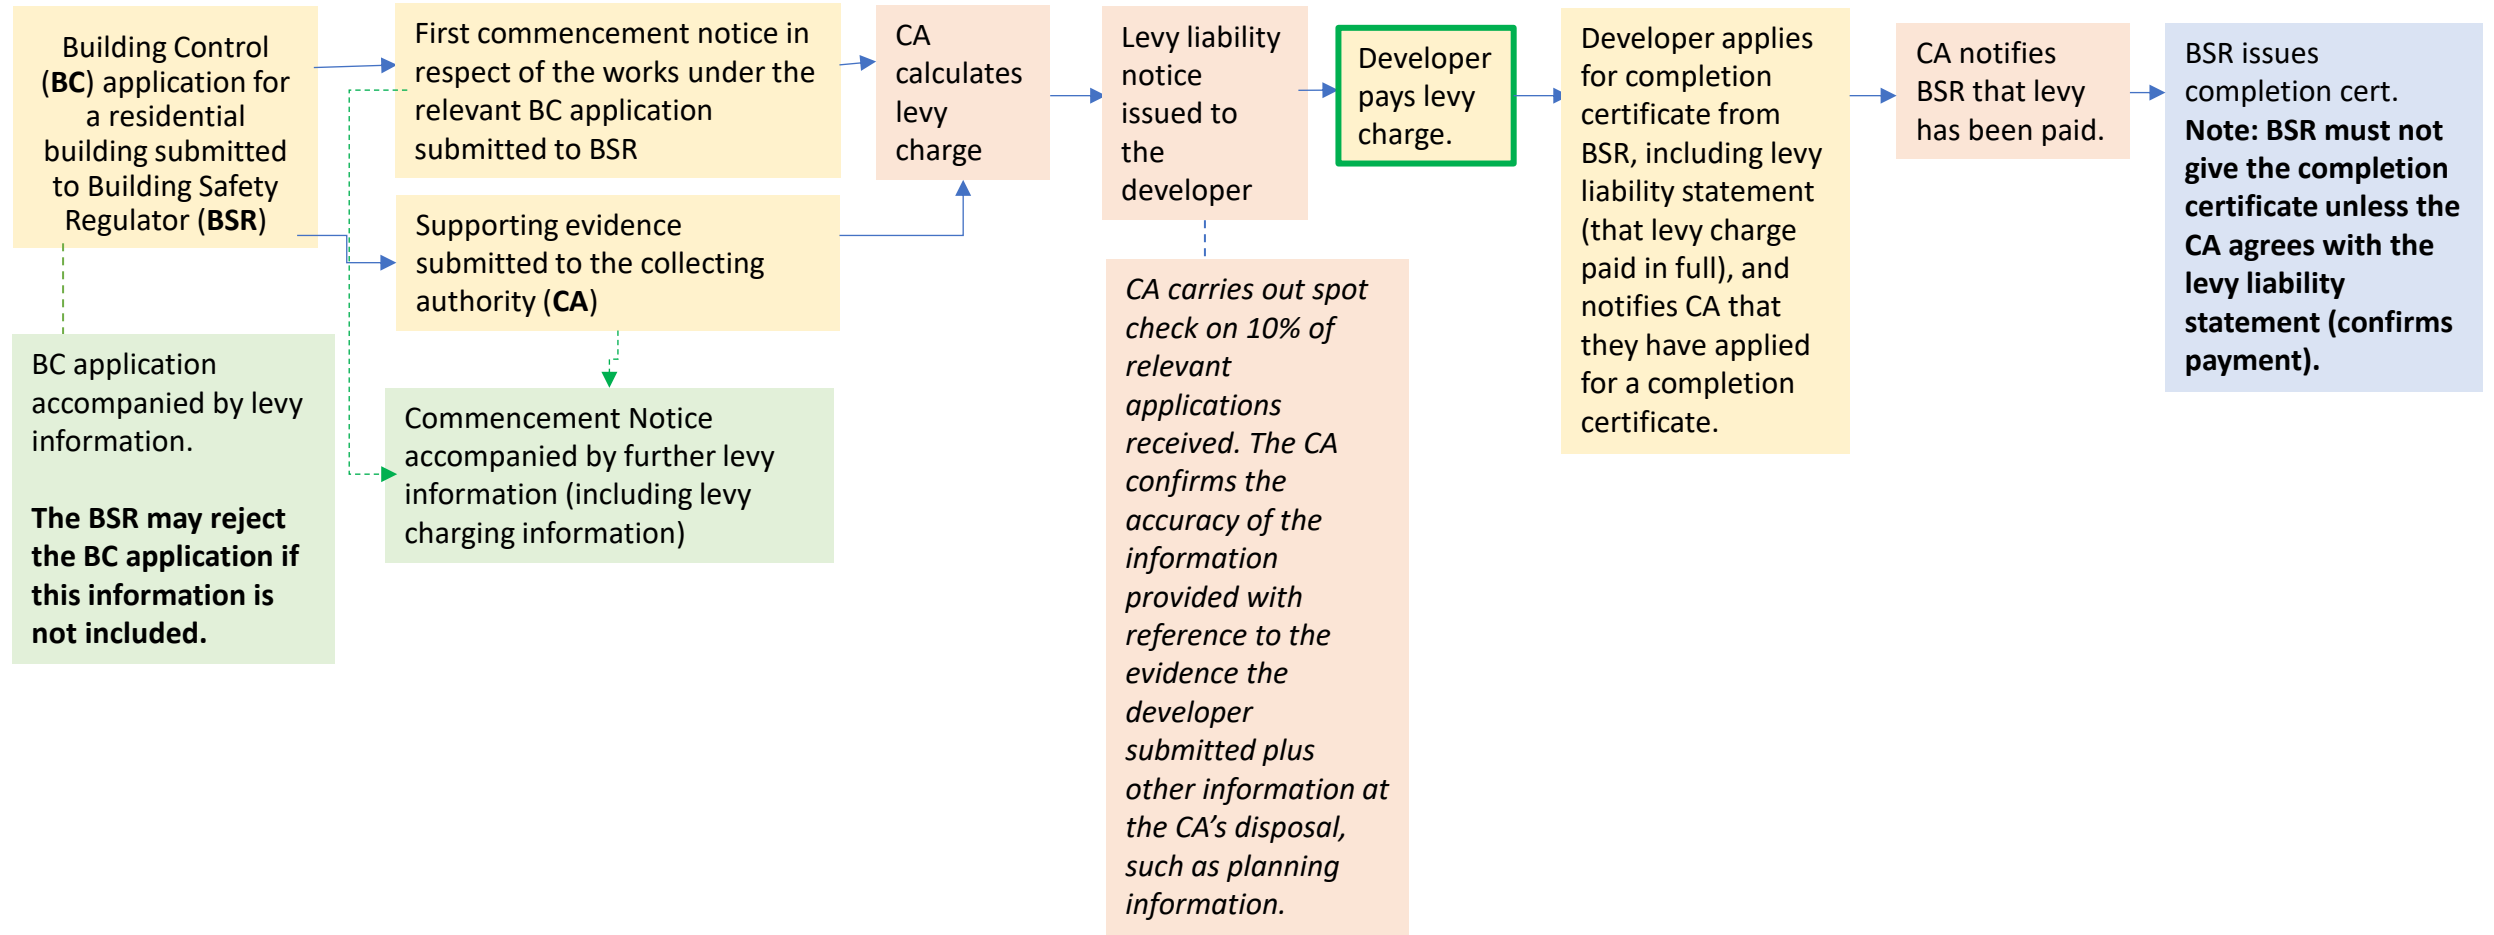 Building Control
(BC) application for
a residential
building submitted
to Building Safety
Regulator (BSR)
BC application
accompanied by levy
information.
The BSR may reject
the BC application if
this information is
not included.
First commencement notice in
respect of the works under the
relevant BC application
submitted to BSR
Supporting evidence
submitted to the collecting
authority (CA)
Commencement Notice
accompanied by further levy
information (including levy
charging information)
CA
calculates
levy
charge
Levy liability
notice
issued to
the
developer
CA carries out spot
check on 10% of
relevant
applications
received. The CA
confirms the
accuracy of the
information
provided with
reference to the
evidence the
developer
submitted plus
other information at
the CA’s disposal,
such as planning
information.
Developer
pays levy
charge.
Developer applies
for completion
certificate from
BSR, including levy
liability statement
(that levy charge
paid in full), and
notifies CA that
they have applied
for a completion
certificate.
CA notifies
BSR that levy
has been paid.
BSR issues
completion cert.
Note: BSR must not
give the completion
certificate unless the
CA agrees with the
levy liability
statement (confirms
payment).